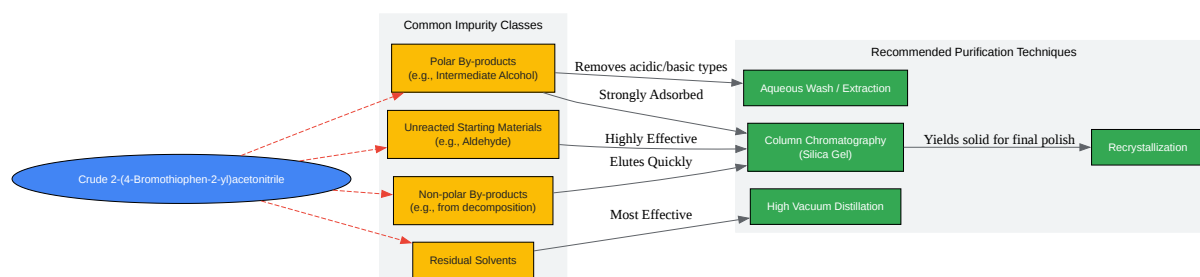 Common Impurity Classes
Recommended Purification Techniques
Crude 2-(4-Bromothiophen-2-yl)acetonitrile
Polar By-products
(e.g., Intermediate Alcohol)
Unreacted Starting Materials
(e.g., Aldehyde)
Non-polar By-products
(e.g., from decomposition)
Residual Solvents
Removes acidic/basic types
Strongly Adsorbed
Highly Effective
Elutes Quickly
Most Effective
Aqueous Wash / Extraction
Column Chromatography
(Silica Gel)
High Vacuum Distillation
Yields solid for final polish
Recrystallization